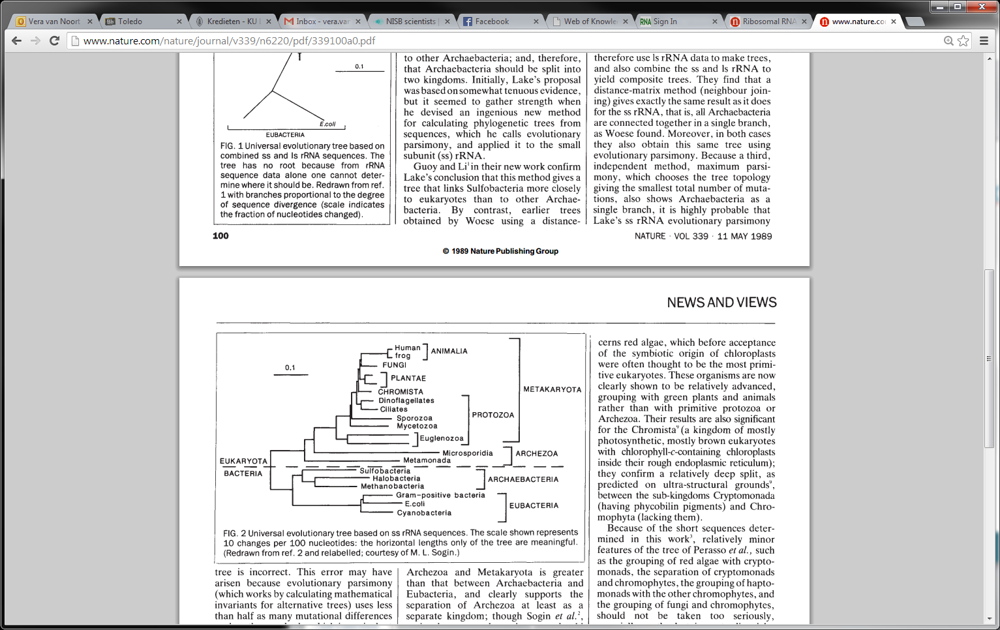 Vera van Noort
Toledo
Kredieten - KU L
Inbox - vera.var
NISB scientists |
Facebook
Web of Knowle
Sign In
Ribosomal RNA
www.nature.co
www.nature.com/nature/journal/v339/n6220/pdf/339100a0.pdf
0.1
E.coli
EUBACTERIA
FIG. 1 Universal evolutionary tree based on
combined ss and ls rRNA sequences. The
tree has no root because from rRNA
sequence data alone one cannot deter-
mine where it should be. Redrawn from ref.
1 with branches proportional to the degree
of sequence divergence (scale indicates
the fraction of nucleotides changed).
to other Archaebacteria; and, therefore,
that Archaebacteria should be split into
two kingdoms. Initially, Lake's proposal
was based on somewhat tenuous evidence,
but it seemed to gather strength when
he devised an ingenious new method
for calculating phylogenetic trees from
sequences, which he calls evolutionary
parsimony, and applied it to the small
subunit (ss) rRNA.
Guoy and Li¹ in their new work confirm
Lake's conclusion that this method gives a
tree that links Sulfobacteria more closely
to eukaryotes than to other Archae-
bacteria. By contrast, earlier trees
obtained by Woese using a distance-
therefore use ls rRNA data to make trees,
and also combine the ss and ls rRNA to
yield composite trees. They find that a
distance-matrix method (neighbour join-
ing) gives exactly the same result as it does
for the ss rRNA, that is, all Archaebacteria
are connected together in a single branch,
as Woese found. Moreover, in both cases
they also obtain this same tree using
evolutionary parsimony. Because a third,
independent method, maximum parsi-
mony, which chooses the tree topology
giving the smallest total number of muta-
tions, also shows Archaebacteria as a
single branch, it is highly probable that
Lake's ss rRNA evolutionary parsimony
100
NATURE · VOL 339 · 11 MAY 1989
© 1989 Nature Publishing Group
NEWS AND VIEWS
0.1
Human
frog
ANIMALIA
FUNGI
PLANTAE
CHROMISTA
METAKARYOTA
Dinoflagellates
Ciliates
PROTOZOA
Sporozoa
Mycetozoa
Euglenozoa
Microsporidia
ARCHEZOA
Metamonada
EUKARYOTA
BACTERIA
Sulfobacteria
Halobacteria
ARCHAEBACTERIA
Methanobacteria
Gram-positive bacteria
E.coli
EUBACTERIA
Cyanobacteria
FIG. 2 Universal evolutionary tree based on ss rRNA sequences. The scale shown represents
10 changes per 100 nucleotides: the horizontal lengths only of the tree are meaningful.
(Redrawn from ref. 2 and relabelled; courtesy of M. L. Sogin.)
tree is incorrect. This error may have
arisen because evolutionary parsimony
(which works by calculating mathematical
invariants for alternative trees) uses less
than half as many mutational differences
Archezoa and Metakaryota is greater
than that between Archaebacteria and
Eubacteria, and clearly supports the
separation of Archezoa at least as a
separate kingdom; though Sogin et al.²,
cerns red algae, which before acceptance
of the symbiotic origin of chloroplasts
were often thought to be the most primi-
tive eukaryotes. These organisms are now
clearly shown to be relatively advanced,
grouping with green plants and animals
rather than with primitive protozoa or
Archezoa. Their results are also significant
for the Chromista⁹ (a kingdom of mostly
photosynthetic, mostly brown eukaryotes
with chlorophyll-c-containing chloroplasts
inside their rough endoplasmic reticulum);
they confirm a relatively deep split, as
predicted on ultra-structural grounds⁹,
between the sub-kingdoms Cryptomonada
(having phycobilin pigments) and Chro-
mophyta (lacking them).
Because of the short sequences deter-
mined in this work³, relatively minor
features of the tree of Perasso et al., such
as the grouping of red algae with crypto-
monads, the separation of cryptomonads
and chromophytes, the grouping of hapto-
monads with the other chromophytes, and
the grouping of fungi and chromophytes,
should not be taken too seriously,